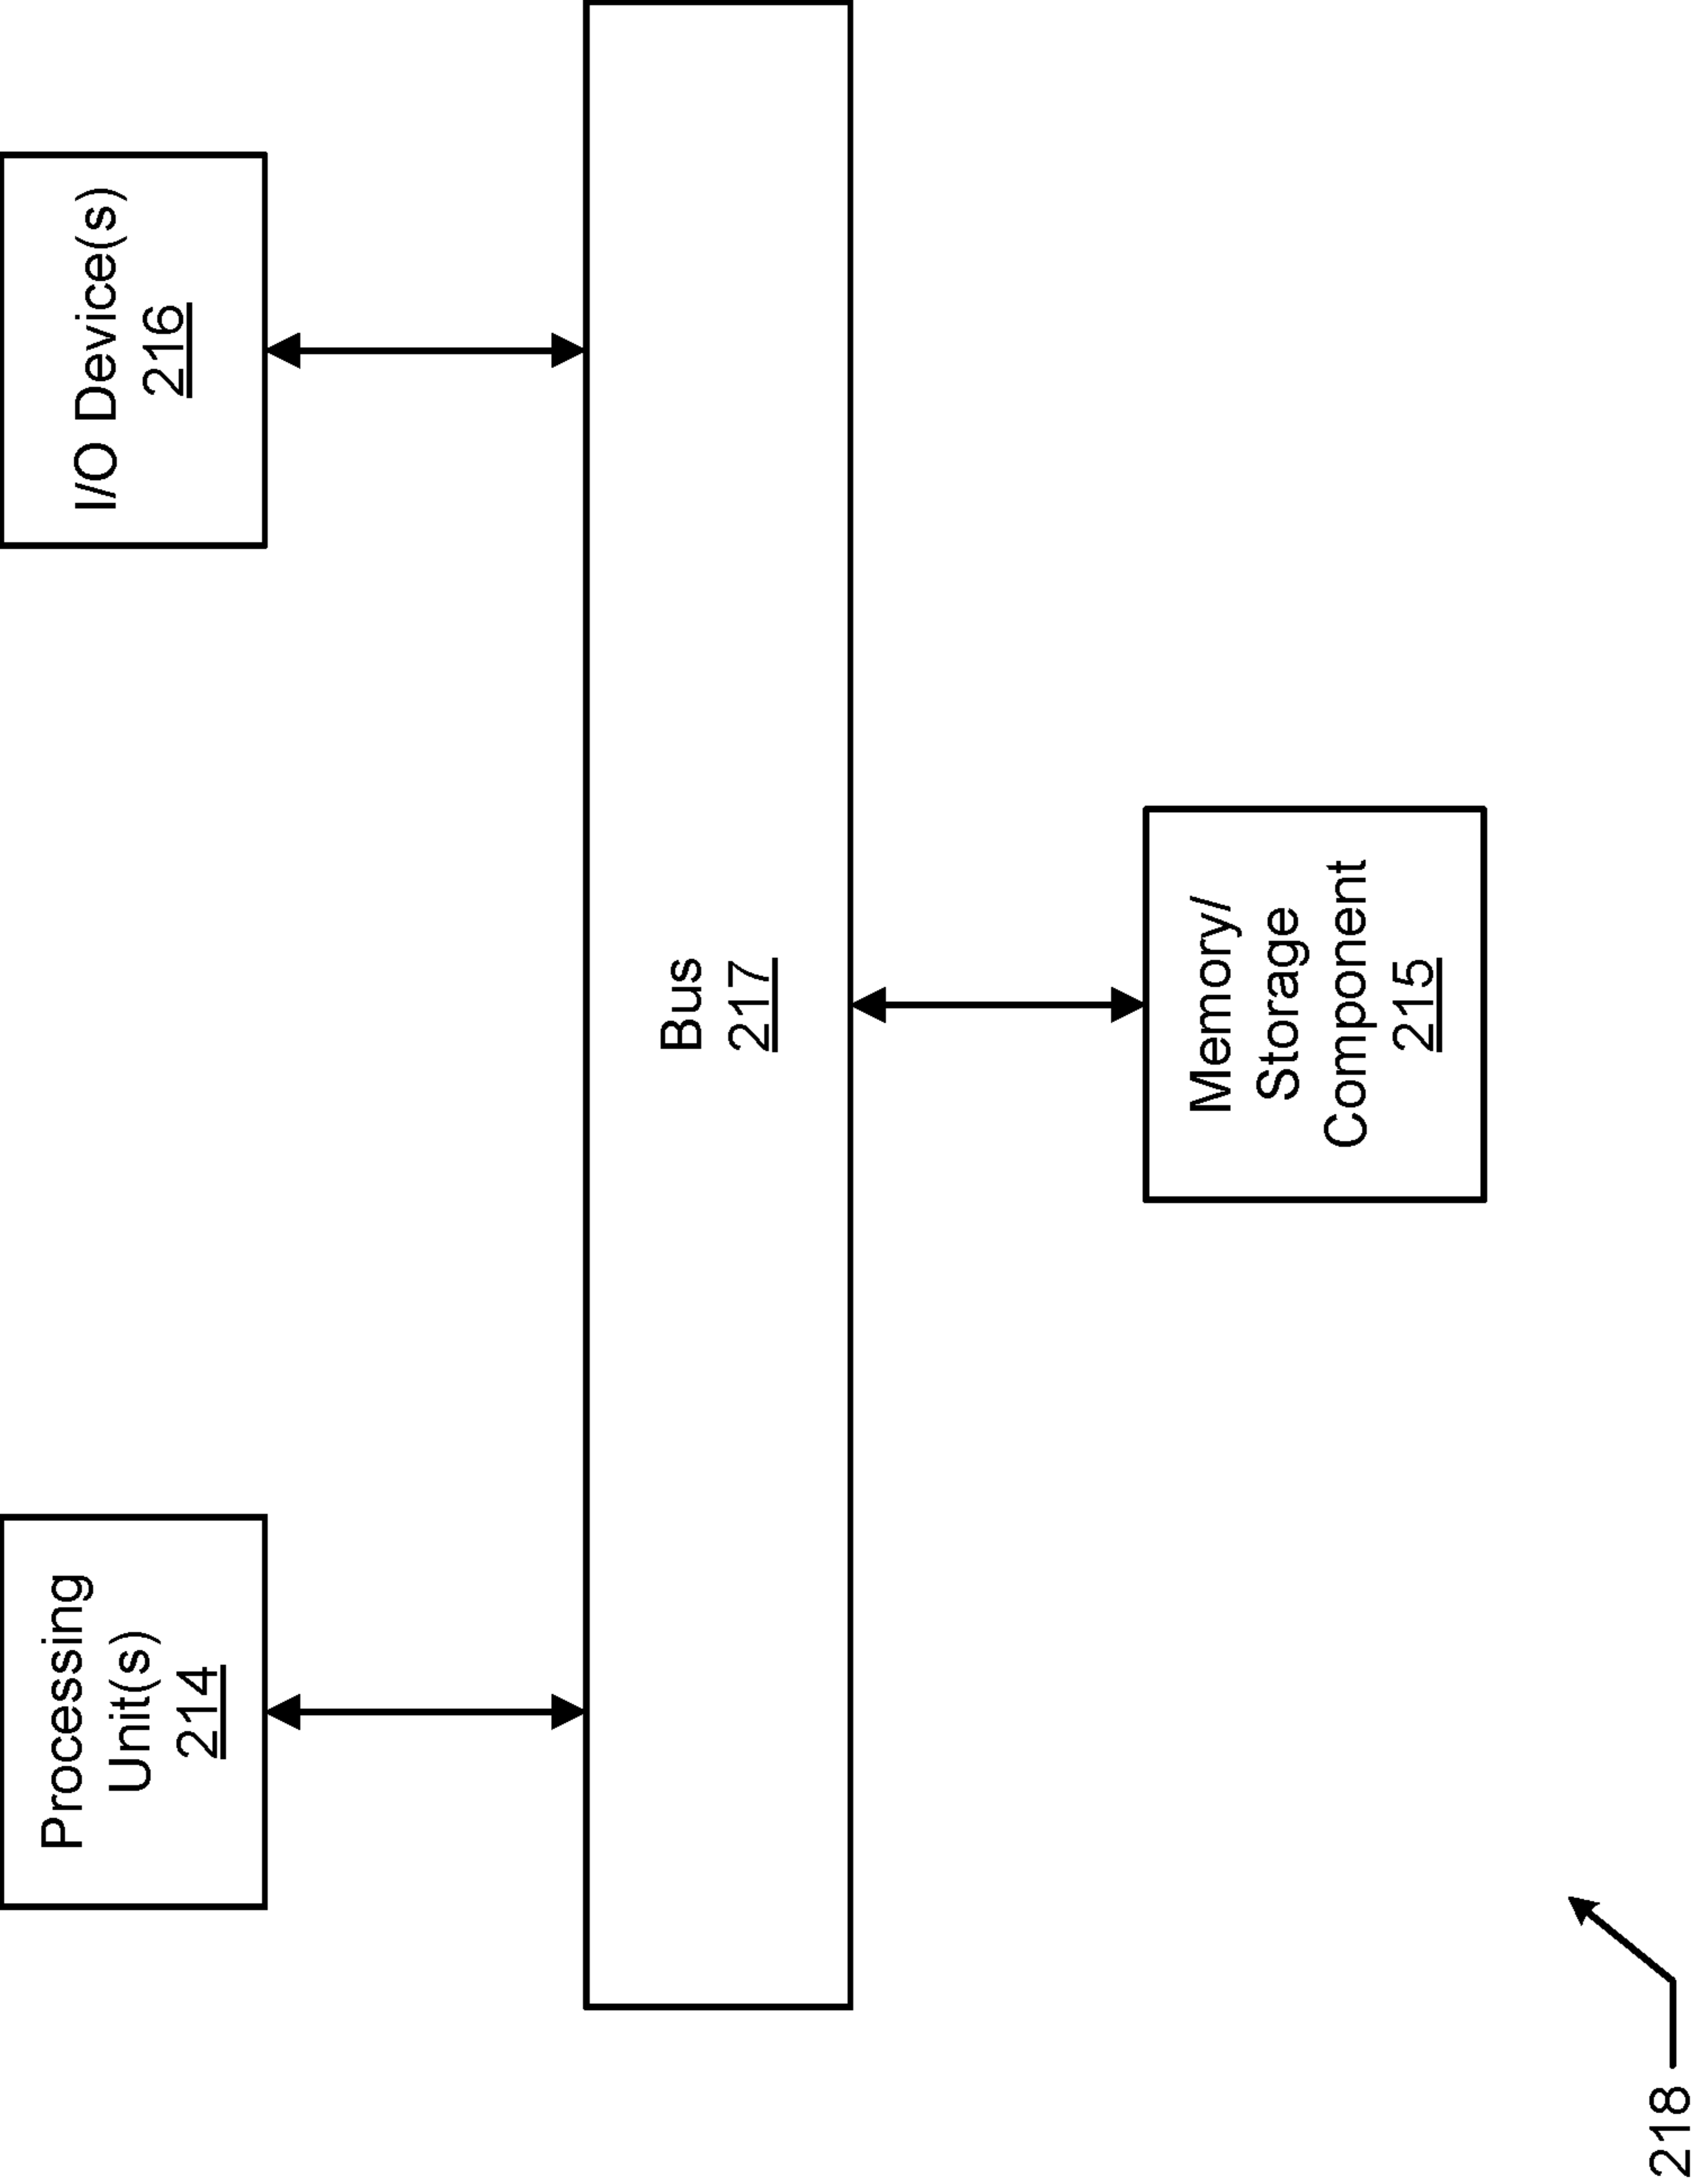 Processing
Unit(s)
214
I/O Device(s)
216
Bus
217
Memory/
Storage
Component
215
218